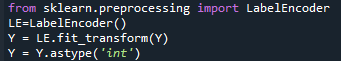 from sklearn.preprocessing import LabelEncoder
LE=LabelEncoder()
Y = LE.fit_transform(Y)
Y = Y.astype('int')